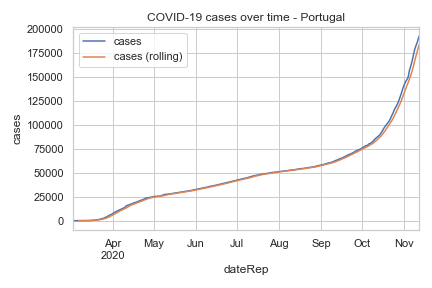 COVID-19 cases over time - Portugal
cases
cases (rolling)
200000
175000
150000
125000
100000
75000
50000
25000
0
cases
Apr May Jun Jul Aug Sep Oct Nov
2020
dateRep